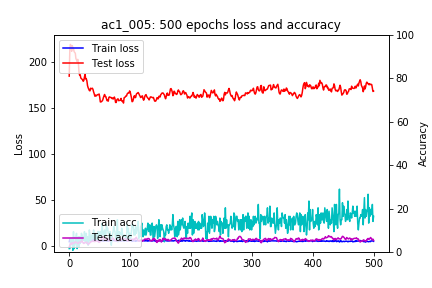 ac1_005: 500 epochs loss and accuracy
Train loss
Test loss
Train acc
Test acc
Loss
200
150
100
50
0
Accuracy
100
80
60
40
20
0
0
100
200
300
400
500